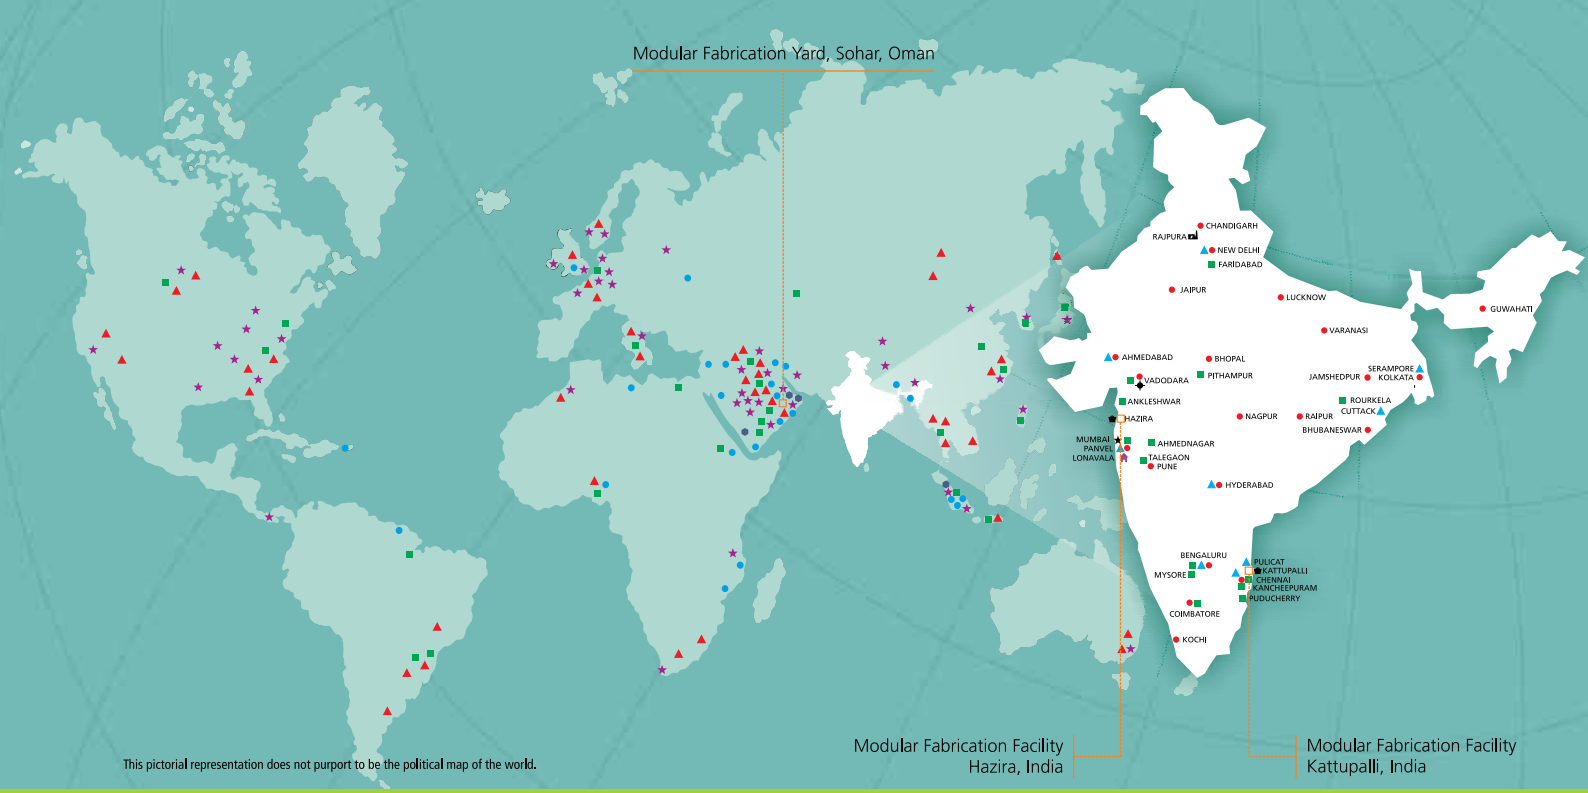 Modular Fabrication Yard, Sohar, Oman
CHANDIGARH
RAJPURA
NEW DELHI
FARIDABAD
JAIPUR
LUCKNOW
GUWAHATI
VARANASI
AHMEDABAD
BHOPAL
VADODARA
PITHAMPUR
SERAMPORE
JAMSHEDPUR
KOLKATA
ANKLESHWAR
ROURKELA
CUTTACK
HAZIRA
NAGPUR
RAIPUR
BHUBANESWAR
MUMBAI
AHMEDNAGAR
PANVEL
LONAVALA
TALEGAON
PUNE
HYDERABAD
BENGALURU
PULICAT
KATTUPALLI
MYSORE
CHENNAI
KANCHEEPURAM
PUDUCHERRY
COIMBATORE
KOCHI
Modular Fabrication Facility
Hazira, India
Modular Fabrication Facility
Kattupalli, India
This pictorial representation does not purport to be the political map of the world.